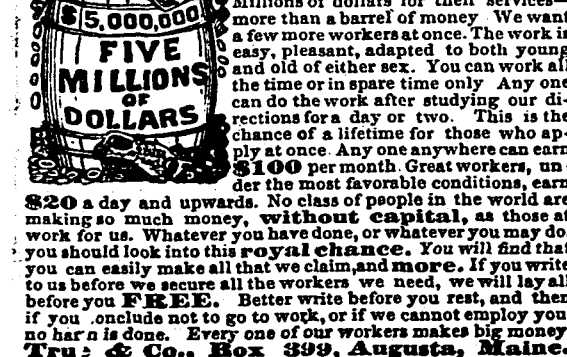 $5,000,000
FIVE
MILLIONS
OF
DOLLARS
Millions of dollars for their services—
more than a barrel of money We want
a few more workers at once. The work is
easy, pleasant, adapted to both young
and old of either sex. You can work all
the time or in spare time only Any one
can do the work after studying our di-
rections for a day or two. This is the
chance of a lifetime for those who ap-
ply at once. Any one anywhere can earn
$100 per month. Great workers, un-
der the most favorable conditions, earn
$20 a day and upwards. No class of people in the world are
making so much money, without capital, as those at
work for us. Whatever you have done, or whatever you may do,
you should look into this royal chance. You will find that
you can easily make all that we claim, and more. If you write
to us before we secure all the workers we need, we will lay all
before you FREE. Better write before you rest, and then
if you conclude not to go to work, or if we cannot employ you
no harm is done. Every one of our workers makes big money
True & Co., Box 399, Augusta, Maine.